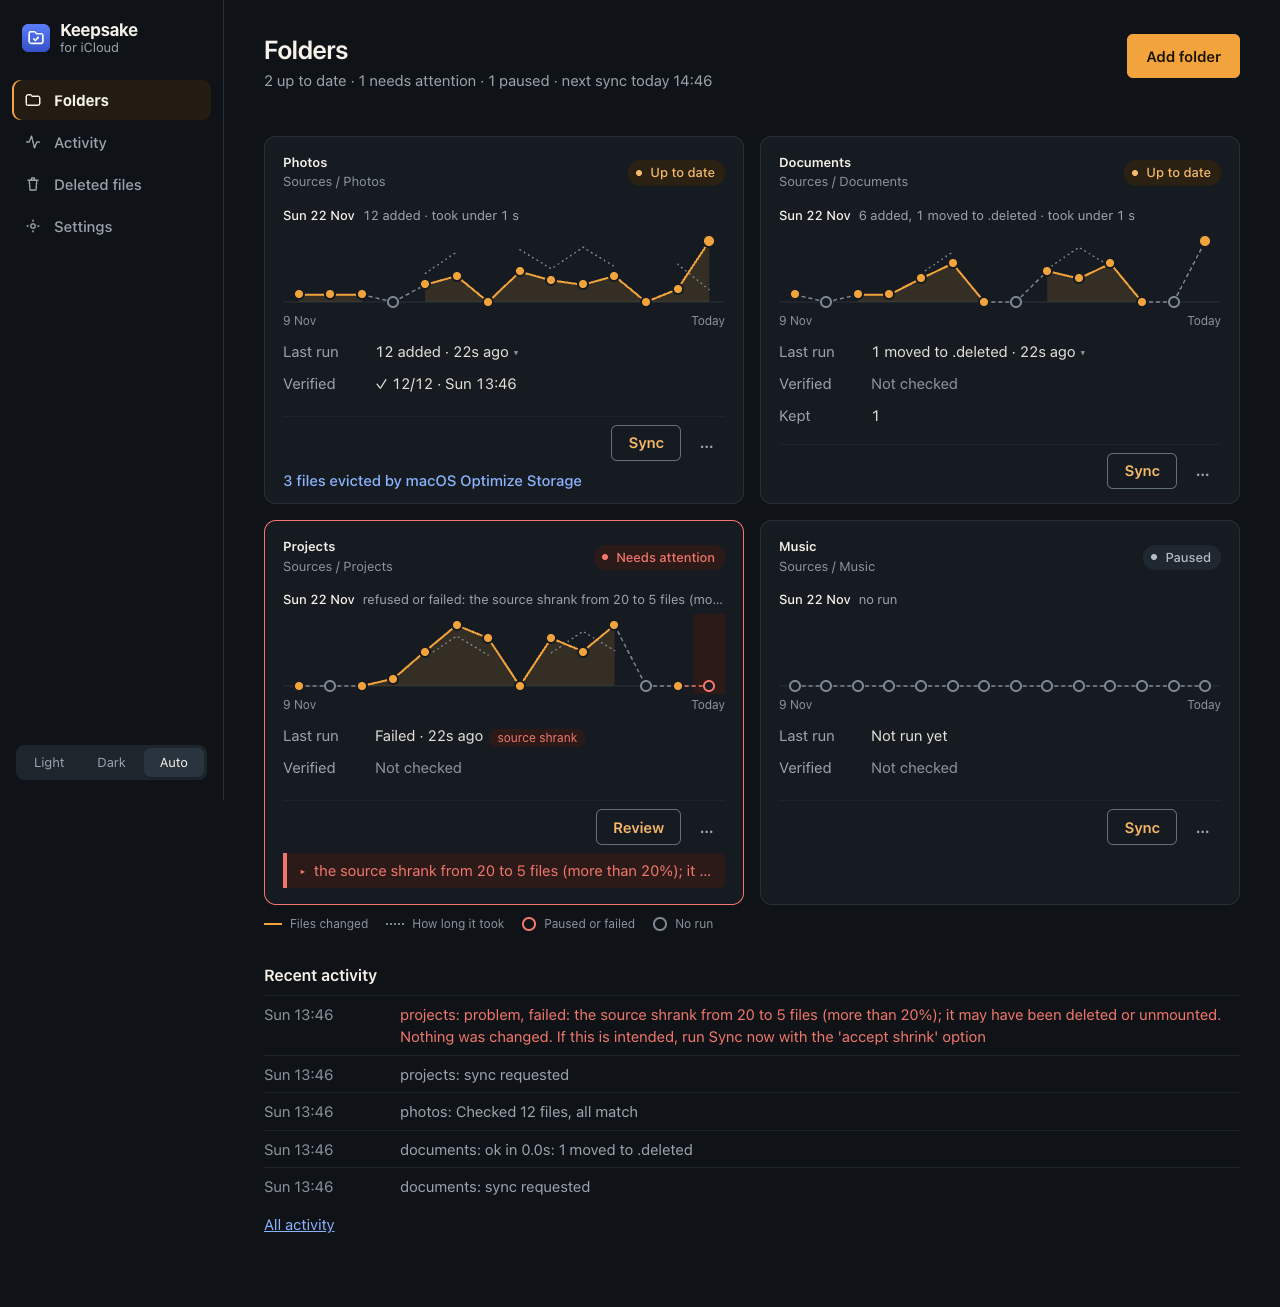 Keepsake
for iCloud
Folders
Activity
Deleted files
Settings
Light Dark Auto
Folders
2 up to date · 1 needs attention · 1 paused · next sync today 14:46
Add folder
Photos
Sources / Photos
Up to date
Sun 22 Nov 12 added · took under 1 s
9 Nov Today
Last run 12 added · 22s ago ▾
Verified ✓ 12/12 · Sun 13:46
Sync ...
3 files evicted by macOS Optimize Storage
Documents
Sources / Documents
Up to date
Sun 22 Nov 6 added, 1 moved to .deleted · took under 1 s
9 Nov Today
Last run 1 moved to .deleted · 22s ago ▾
Verified Not checked
Kept 1
Sync ...
Projects
Sources / Projects
Needs attention
Sun 22 Nov refused or failed: the source shrank from 20 to 5 files (mo...
9 Nov Today
Last run Failed · 22s ago source shrank
Verified Not checked
Review ...
▸ the source shrank from 20 to 5 files (more than 20%); it ...
Music
Sources / Music
Paused
Sun 22 Nov no run
9 Nov Today
Last run Not run yet
Verified Not checked
Sync ...
Files changed How long it took Paused or failed No run
Recent activity
Sun 13:46 projects: problem, failed: the source shrank from 20 to 5 files (more than 20%); it may have been deleted or unmounted.
Nothing was changed. If this is intended, run Sync now with the 'accept shrink' option
Sun 13:46 projects: sync requested
Sun 13:46 photos: Checked 12 files, all match
Sun 13:46 documents: ok in 0.0s: 1 moved to .deleted
Sun 13:46 documents: sync requested
All activity